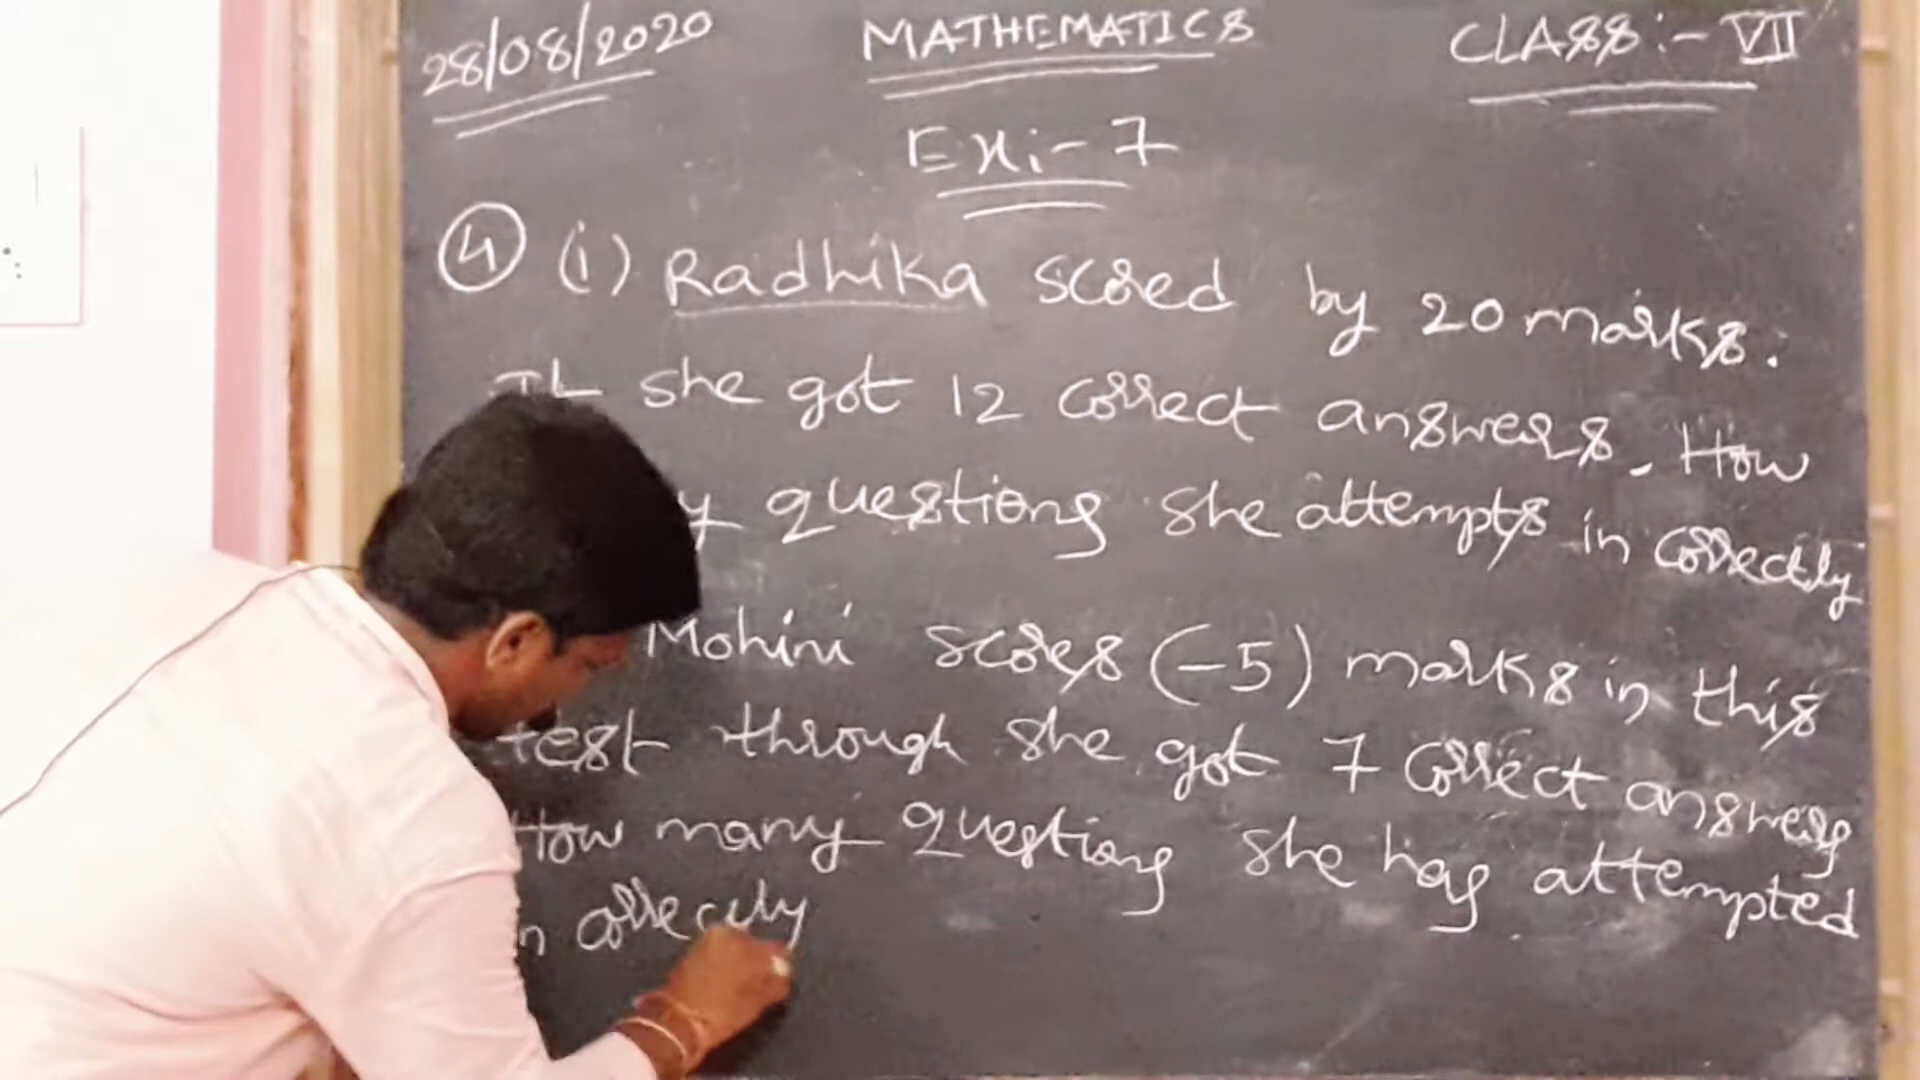 28/08/2020 MATHEMATICS CLASS:- VII
Ex:- 7
4 (i) Radhika scored by 20 marks.
If she got 12 correct answers. How
y questions she attempts in correctly
Mohini scores (-5) marks in this
test through she got 7 correct answers
How many questions she has attempted
n correctly